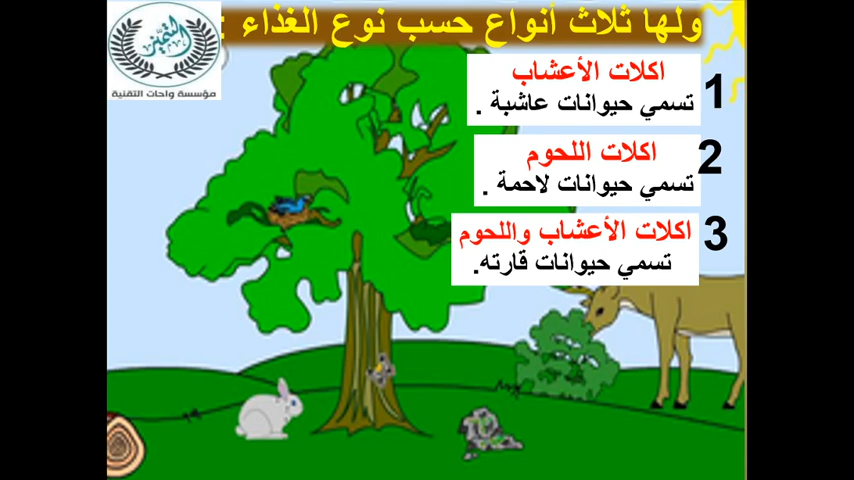 ولها ثلاث أنواع حسب نوع الغذاء :
1
اكلات الأعشاب
تسمي حيوانات عاشبة .
2
اكلات اللحوم
تسمي حيوانات لاحمة .
3
اكلات الأعشاب واللحوم
تسمي حيوانات قارته.
التميز
مؤسسة واحات التقنية